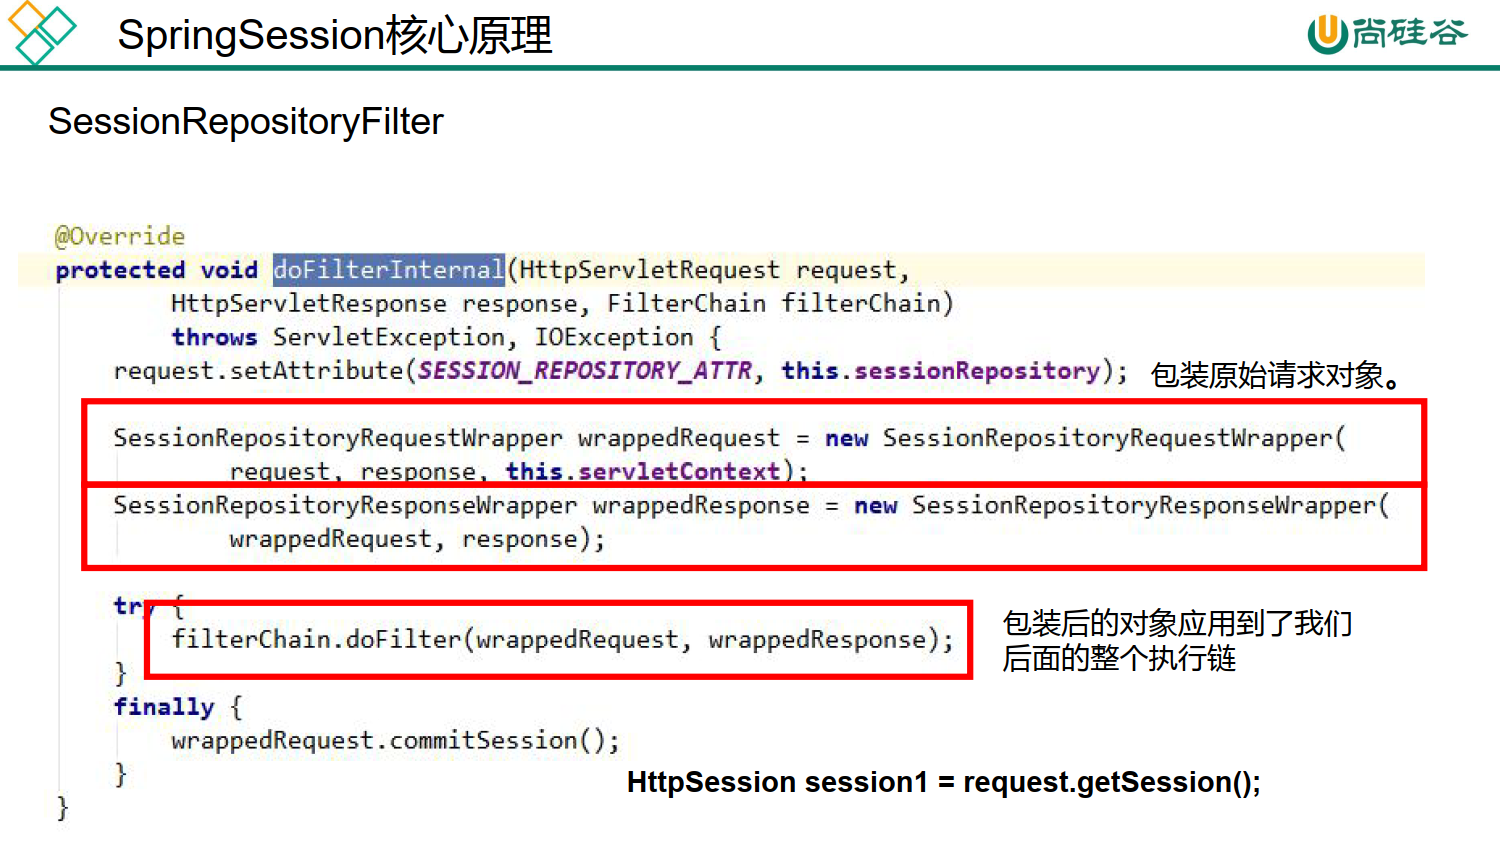 SpringSession核心原理
尚硅谷
SessionRepositoryFilter
@Override
protected void doFilterInternal(HttpServletRequest request,
HttpServletResponse response, FilterChain filterChain)
throws ServletException, IOException {
request.setAttribute(SESSION_REPOSITORY_ATTR, this.sessionRepository);
包装原始请求对象。
SessionRepositoryRequestWrapper wrappedRequest = new SessionRepositoryRequestWrapper(
request, response, this.servletContext);
SessionRepositoryResponseWrapper wrappedResponse = new SessionRepositoryResponseWrapper(
wrappedRequest, response);
try {
filterChain.doFilter(wrappedRequest, wrappedResponse);
包装后的对象应用到了我们
后面的整个执行链
}
finally {
wrappedRequest.commitSession();
}
HttpSession session1 = request.getSession();
}